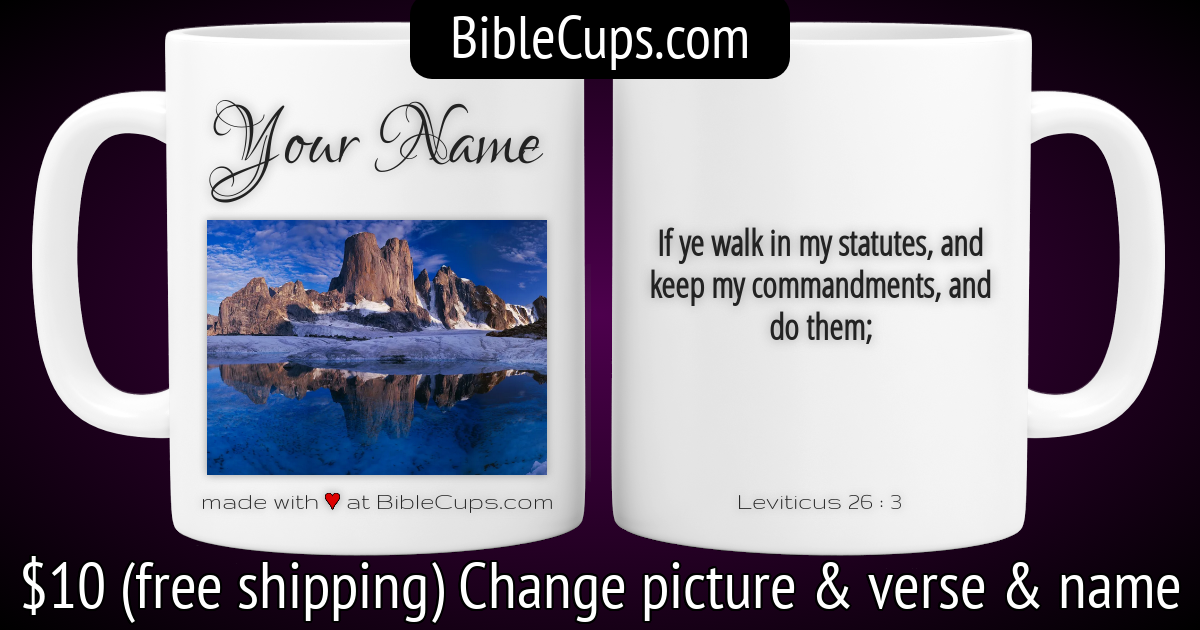 BibleCups.com
Your Name
made with ♥ at BibleCups.com
If ye walk in my statutes, and
keep my commandments, and
do them;
Leviticus 26 : 3
$10 (free shipping) Change picture & verse & name